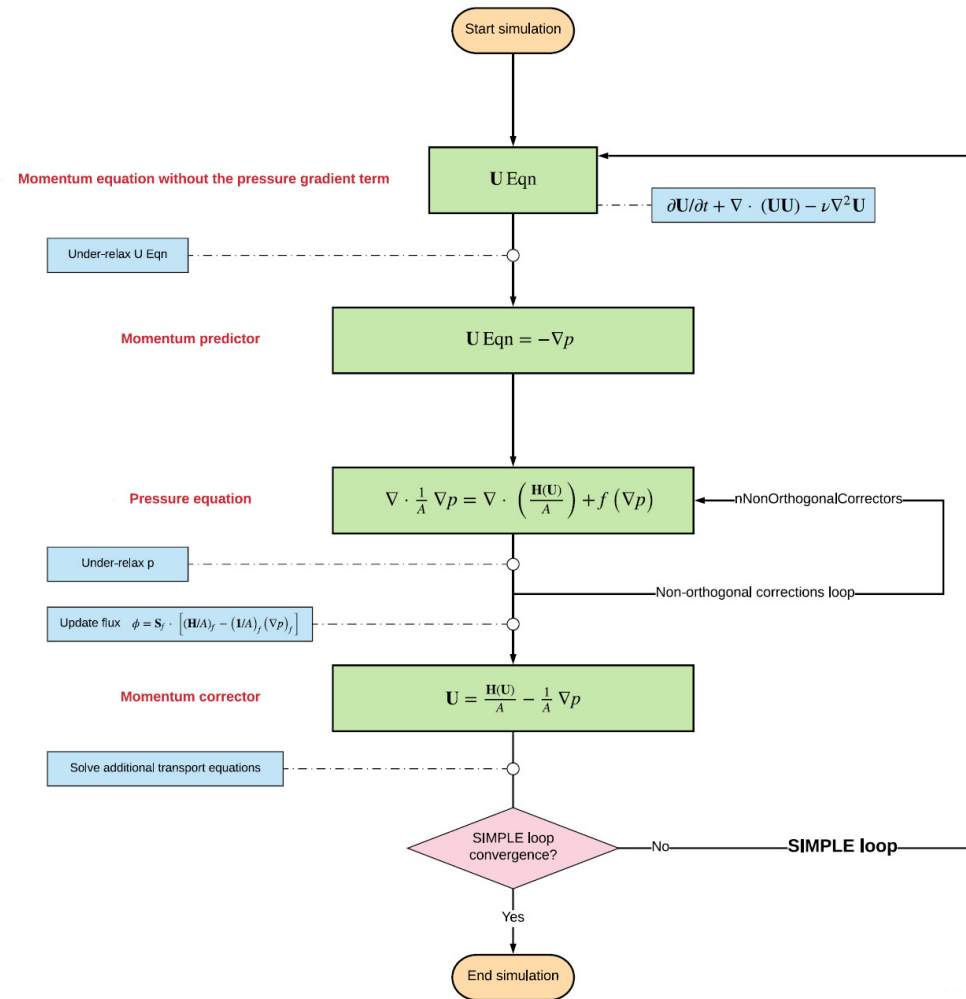 Start simulation
Momentum equation without the pressure gradient term
U Eqn
∂U/∂t + ∇ · (UU) − ν∇²U
Under-relax U Eqn
Momentum predictor
U Eqn = −∇p
Pressure equation
∇ · 1/A ∇p = ∇ · (H(U)/A) + f (∇p)
nNonOrthogonalCorrectors
Under-relax p
Non-orthogonal corrections loop
Update flux ϕ = S_f · [(H/A)_f − (1/A)_f (∇p)_f]
Momentum corrector
U = H(U)/A − 1/A ∇p
Solve additional transport equations
SIMPLE loop
convergence?
No
SIMPLE loop
Yes
End simulation